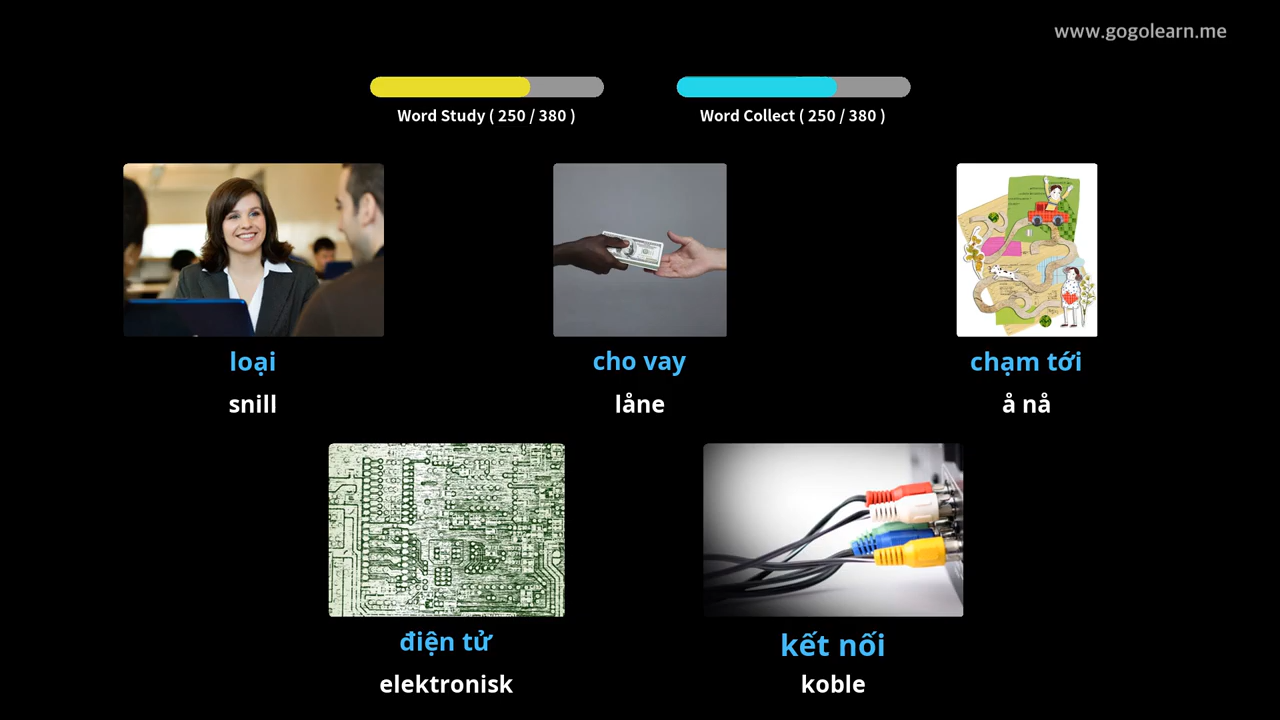 www.gogolearn.me
Word Study ( 250 / 380 )
Word Collect ( 250 / 380 )
loại
snill
cho vay
låne
chạm tới
å nå
điện tử
elektronisk
kết nối
koble